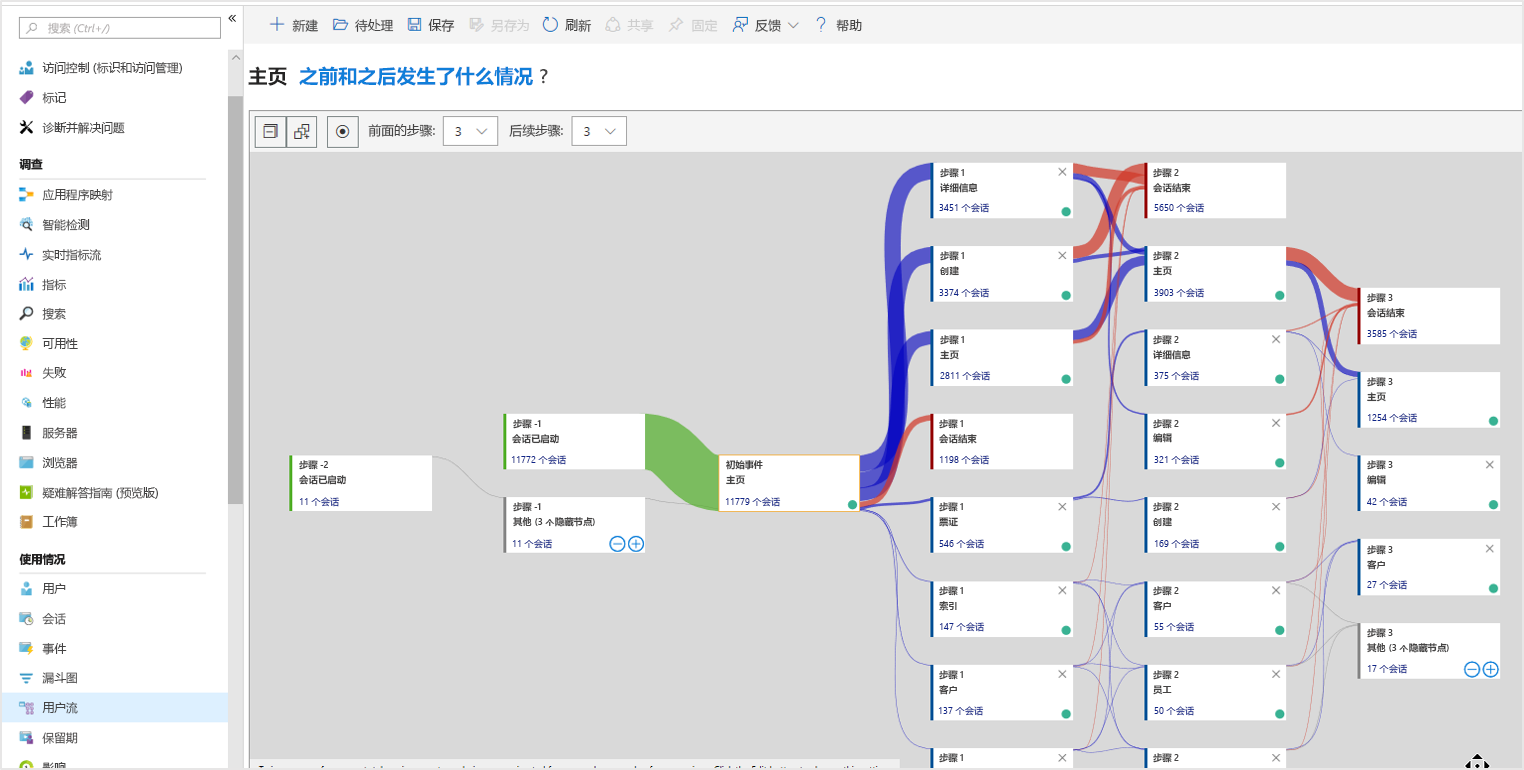 搜索 (Ctrl+/)
«
新建
待处理
保存
另存为
刷新
共享
固定
反馈
? 帮助
访问控制 (标识和访问管理)
标记
诊断并解决问题
调查
应用程序映射
智能检测
实时指标流
指标
搜索
可用性
失败
性能
服务器
浏览器
疑难解答指南 (预览版)
工作簿
使用情况
用户
会话
事件
漏斗图
用户流
保留期
影响
主页 之前和之后发生了什么情况 ?
前面的步骤: 3
后续步骤: 3
步骤 -2
会话已启动
11 个会话
步骤 -1
会话已启动
11772 个会话
步骤 -1
其他 (3 个隐藏节点)
11 个会话
初始事件
主页
11779 个会话
步骤 1
详细信息
3451 个会话
步骤 1
创建
3374 个会话
步骤 1
主页
2811 个会话
步骤 1
会话结束
1198 个会话
步骤 1
票证
546 个会话
步骤 1
索引
147 个会话
步骤 1
客户
137 个会话
步骤 1
步骤 2
会话结束
5650 个会话
步骤 2
主页
3903 个会话
步骤 2
详细信息
375 个会话
步骤 2
编辑
321 个会话
步骤 2
创建
169 个会话
步骤 2
客户
55 个会话
步骤 2
员工
50 个会话
步骤 2
步骤 3
会话结束
3585 个会话
步骤 3
主页
1254 个会话
步骤 3
编辑
42 个会话
步骤 3
客户
27 个会话
步骤 3
其他 (3 个隐藏节点)
17 个会话